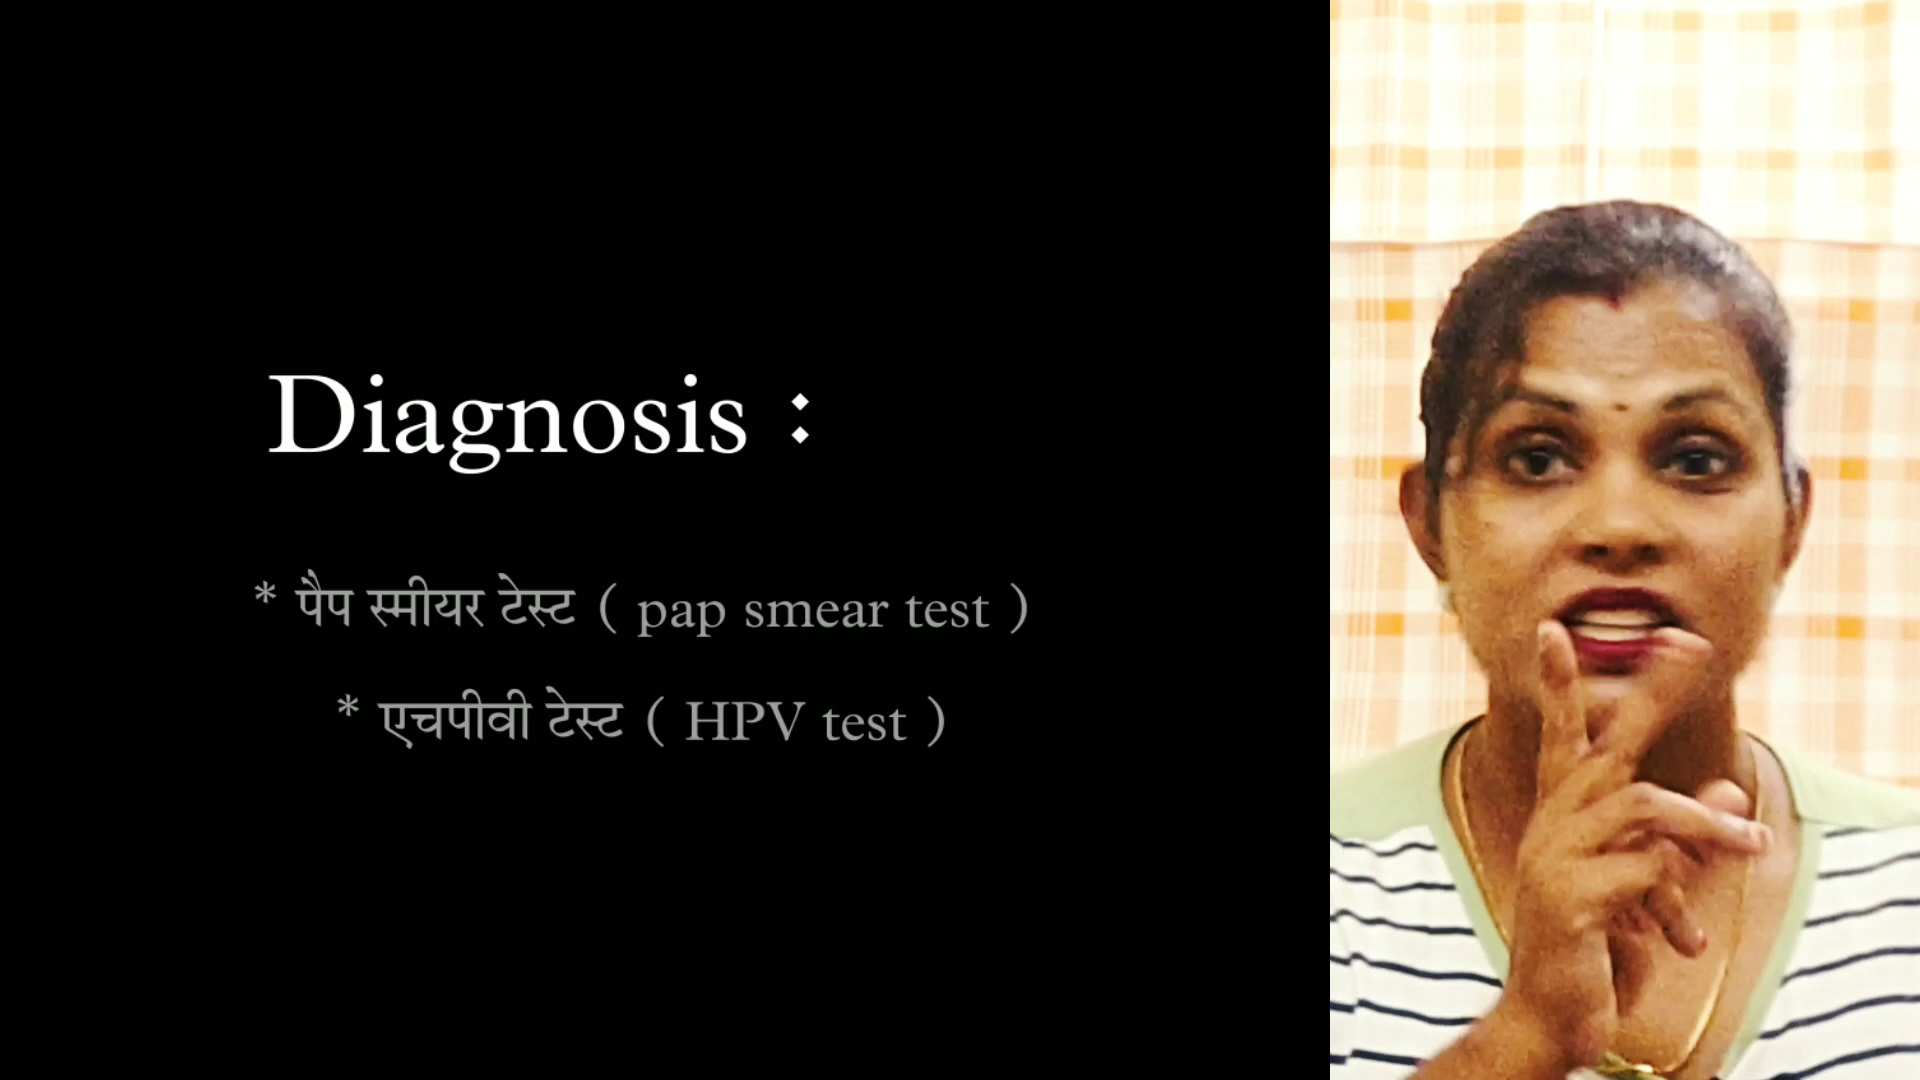 Diagnosis :
* पैप स्मीयर टेस्ट ( pap smear test )
* एचपीवी टेस्ट ( HPV test )